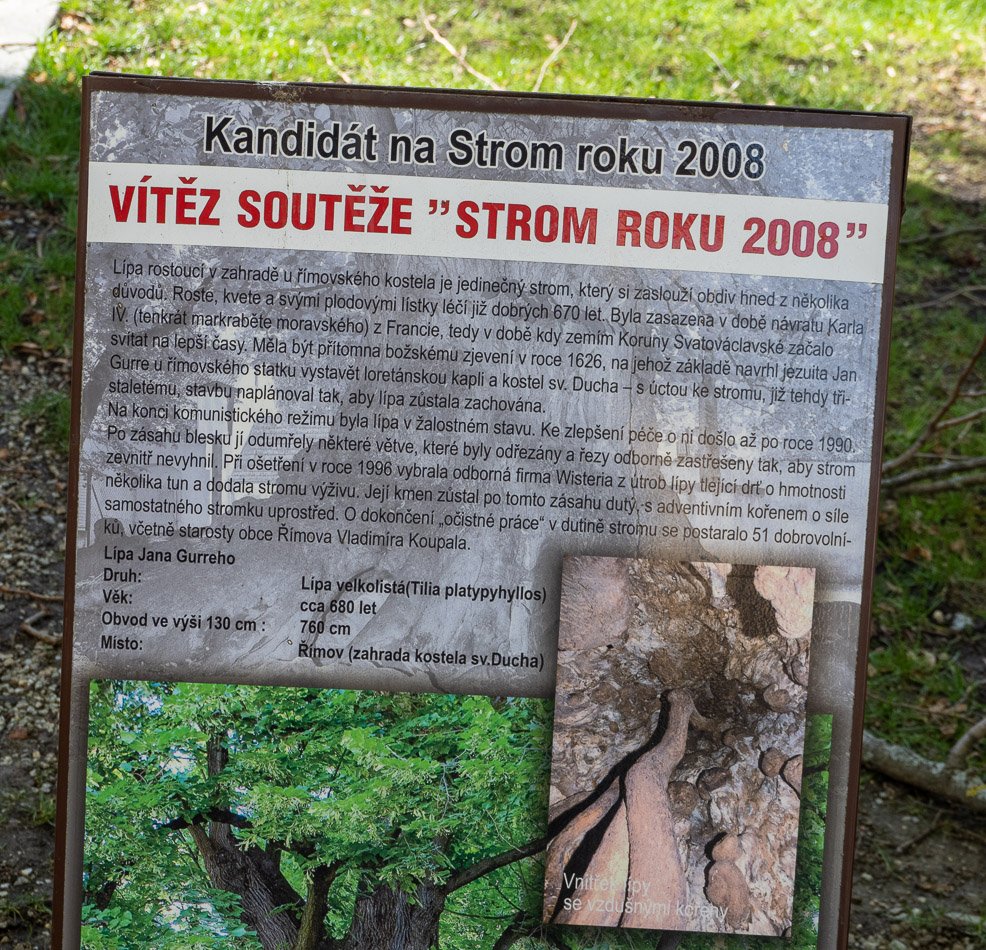 Kandidát na Strom roku 2008
VÍTĚZ SOUTĚŽE ”STROM ROKU 2008”
Lípa rostoucí v zahradě u římovského kostela je jedinečný strom, který si zaslouží obdiv hned z několika
důvodů. Roste, kvete a svými plodovými lístky léčí již dobrých 670 let. Byla zasazena v době návratu Karla
IV. (tenkrát markraběte moravského) z Francie, tedy v době kdy zemím Koruny Svatováclavské začalo
svítat na lepší časy. Měla být přítomna božskému zjevení v roce 1626, na jehož základě navrhl jezuita Jan
Gurre u římovského statku vystavět loretánskou kapli a kostel sv. Ducha – s úctou ke stromu, již tehdy tří-
staletému, stavbu naplánoval tak, aby lípa zůstala zachována.
Na konci komunistického režimu byla lípa v žalostném stavu. Ke zlepšení péče o ni došlo až po roce 1990.
Po zásahu blesku jí odumřely některé větve, které byly odřezány a řezy odborně zastřešeny tak, aby strom
zevnitř nevyhnil. Při ošetření v roce 1996 vybrala odborná firma Wisteria z útrob lípy tlející drť o hmotnosti
několika tun a dodala stromu výživu. Její kmen zůstal po tomto zásahu dutý, s adventivním kořenem o síle
samostatného stromku uprostřed. O dokončení „očistné práce“ v dutině stromu se postaralo 51 dobrovolní-
ků, včetně starosty obce Římova Vladimíra Koupala.
Lípa Jana Gurreho
Druh: Lípa velkolistá(Tilia platypyhyllos)
Věk: cca 680 let
Obvod ve výši 130 cm : 760 cm
Místo: Římov (zahrada kostela sv.Ducha)
Vnitřek lípy
se vzdušnými kořeny